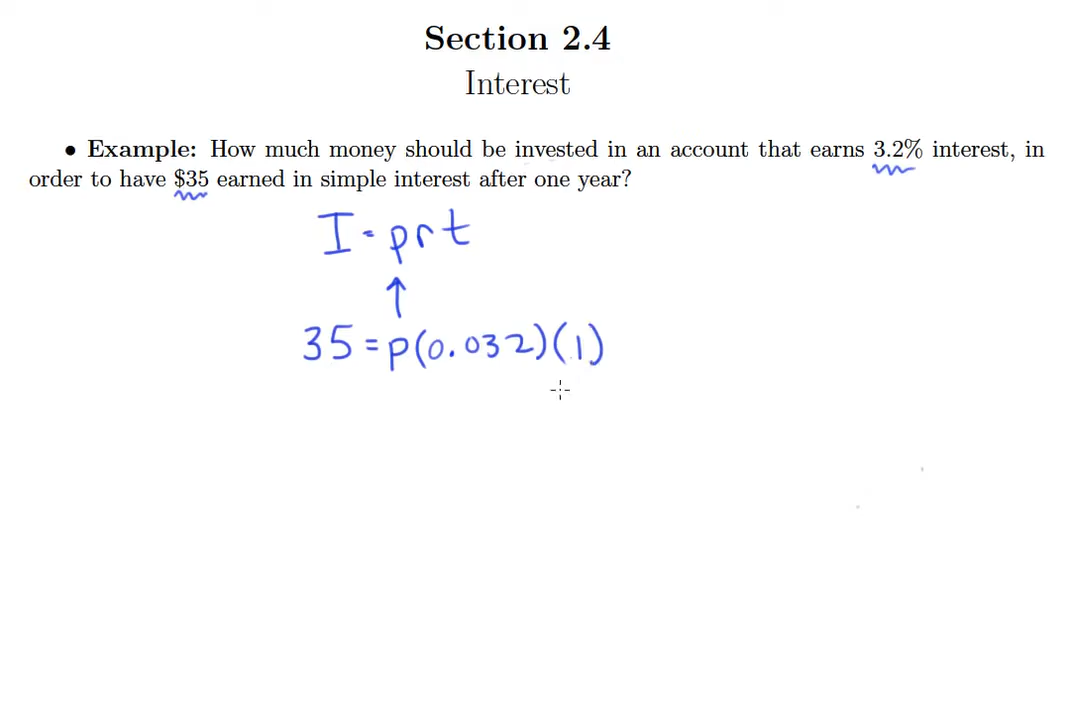 Section 2.4
Interest
• Example: How much money should be invested in an account that earns 3.2% interest, in
order to have $35 earned in simple interest after one year?
I = prt
↑
35 = p(0.032)(1)